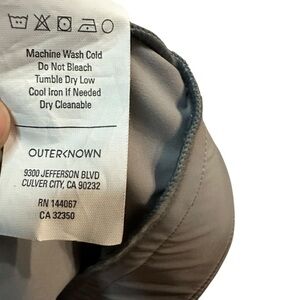 Machine Wash Cold
Do Not Bleach
Tumble Dry Low
Cool Iron If Needed
Dry Cleanable
OUTERKNOWN
9300 JEFFERSON BLVD
CULVER CITY, CA 90232
RN 144067
CA 32350